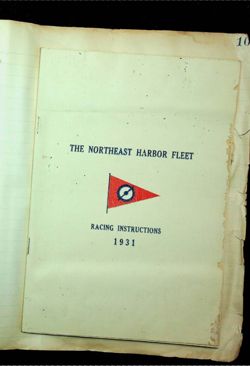 10
THE NORTHEAST HARBOR FLEET
RACING INSTRUCTIONS
1931